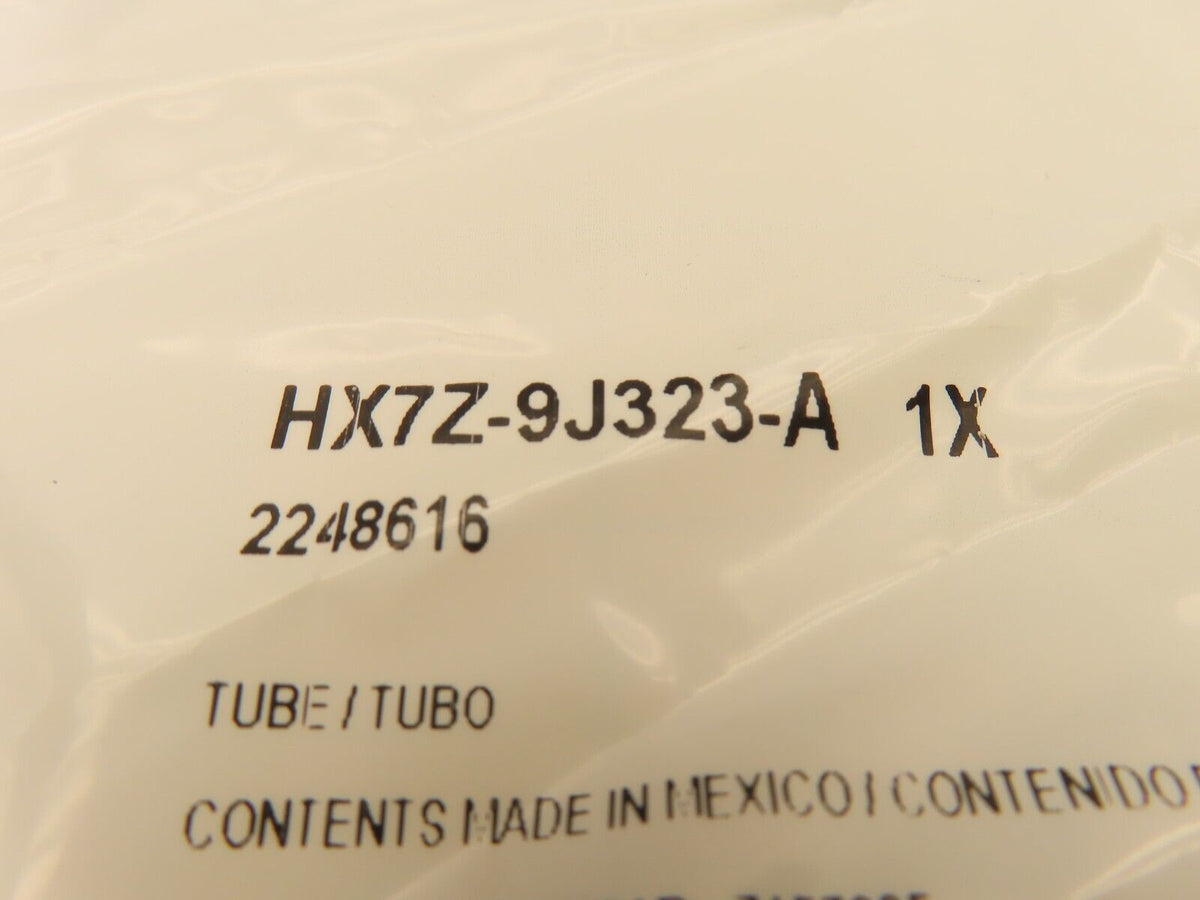 HX7Z-9J323-A 1X
2248616
TUBE / TUBO
CONTENTS MADE IN MEXICO / CONTENIDO